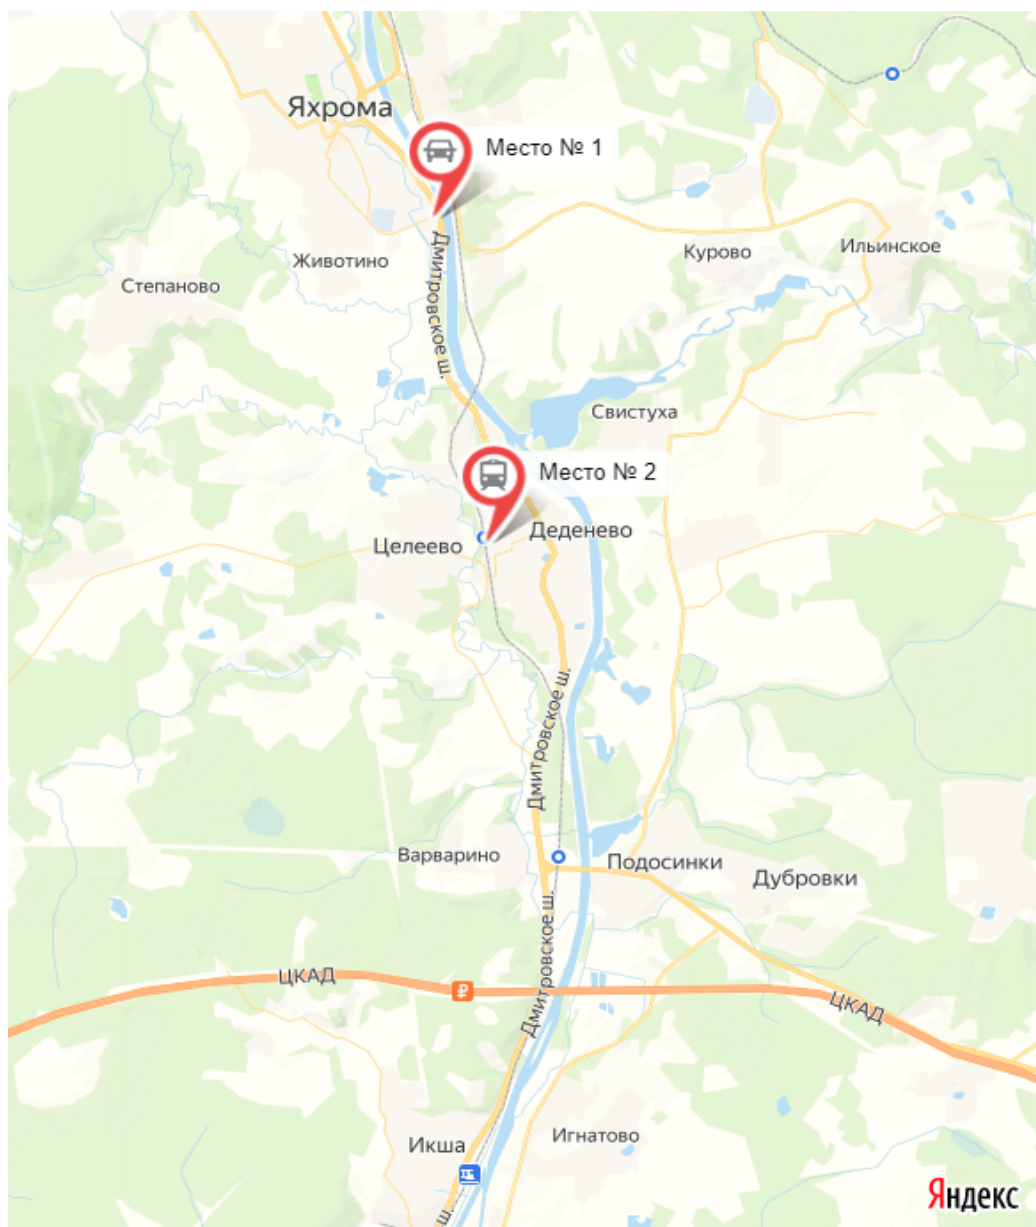 Яхрома
Место № 1
Курово
Ильинское
Животино
Степаново
Дмитровское ш.
Свистуха
Место № 2
Деденево
Целеево
Дмитровское ш.
Варварино
Подосинки
Дубровки
Дмитровское ш.
ЦКАД
₽
ЦКАД
Игнатово
Икша
Яндекс
ш.